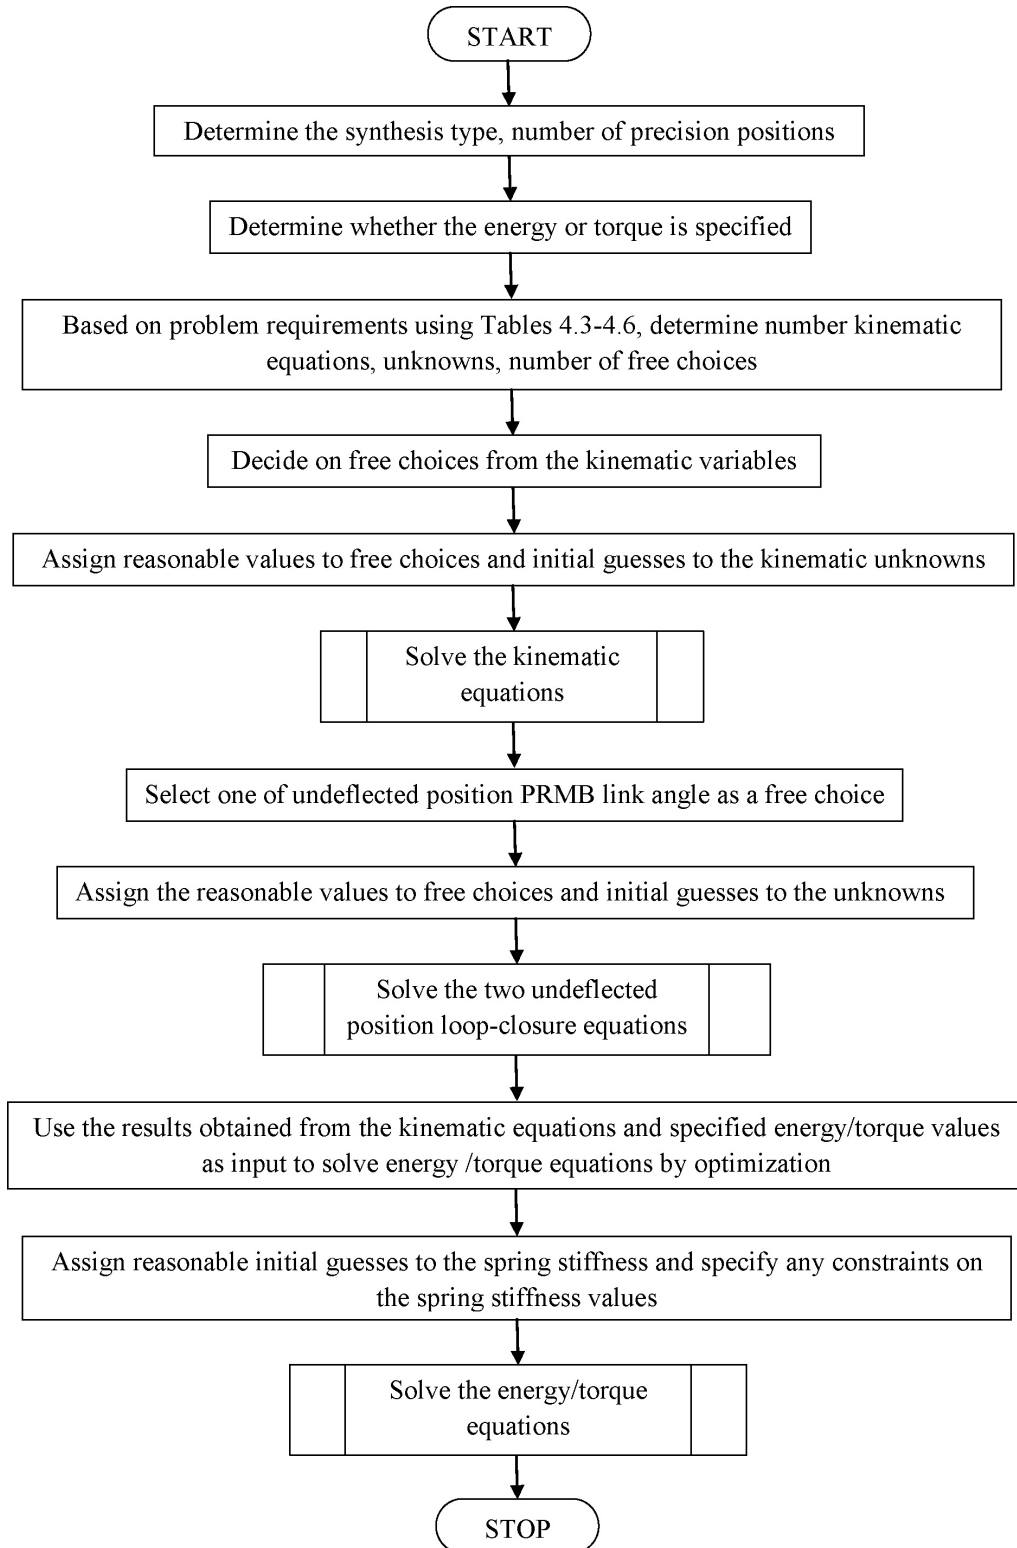 START
Determine the synthesis type, number of precision positions
Determine whether the energy or torque is specified
Based on problem requirements using Tables 4.3-4.6, determine number kinematic
equations, unknowns, number of free choices
Decide on free choices from the kinematic variables
Assign reasonable values to free choices and initial guesses to the kinematic unknowns
Solve the kinematic
equations
Select one of undeflected position PRMB link angle as a free choice
Assign the reasonable values to free choices and initial guesses to the unknowns
Solve the two undeflected
position loop-closure equations
Use the results obtained from the kinematic equations and specified energy/torque values
as input to solve energy /torque equations by optimization
Assign reasonable initial guesses to the spring stiffness and specify any constraints on
the spring stiffness values
Solve the energy/torque
equations
STOP